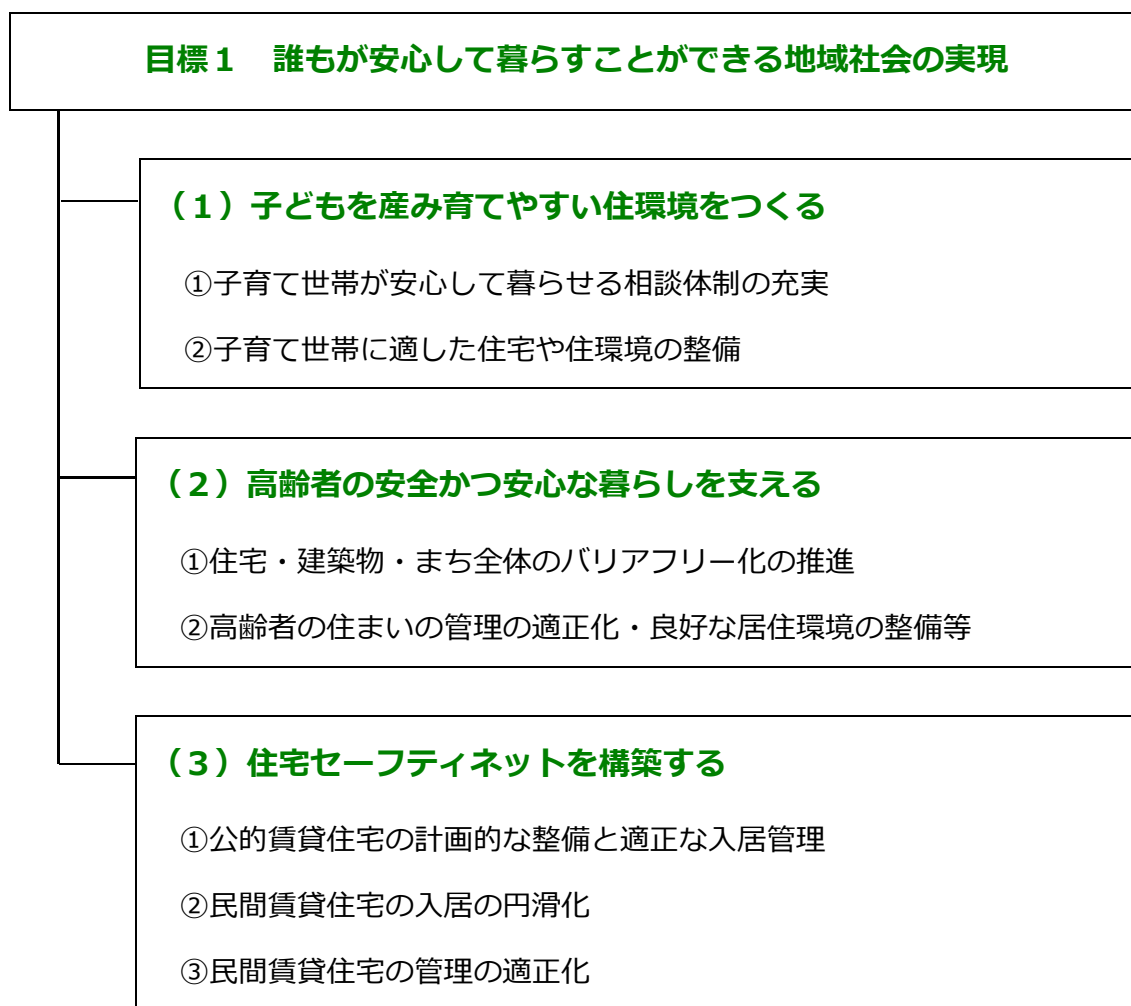 目標１　誰もが安心して暮らすことができる地域社会の実現
（１）子どもを産み育てやすい住環境をつくる
①子育て世帯が安心して暮らせる相談体制の充実
②子育て世帯に適した住宅や住環境の整備
（２）高齢者の安全かつ安心な暮らしを支える
①住宅・建築物・まち全体のバリアフリー化の推進
②高齢者の住まいの管理の適正化・良好な居住環境の整備等
（３）住宅セーフティネットを構築する
①公的賃貸住宅の計画的な整備と適正な入居管理
②民間賃貸住宅の入居の円滑化
③民間賃貸住宅の管理の適正化